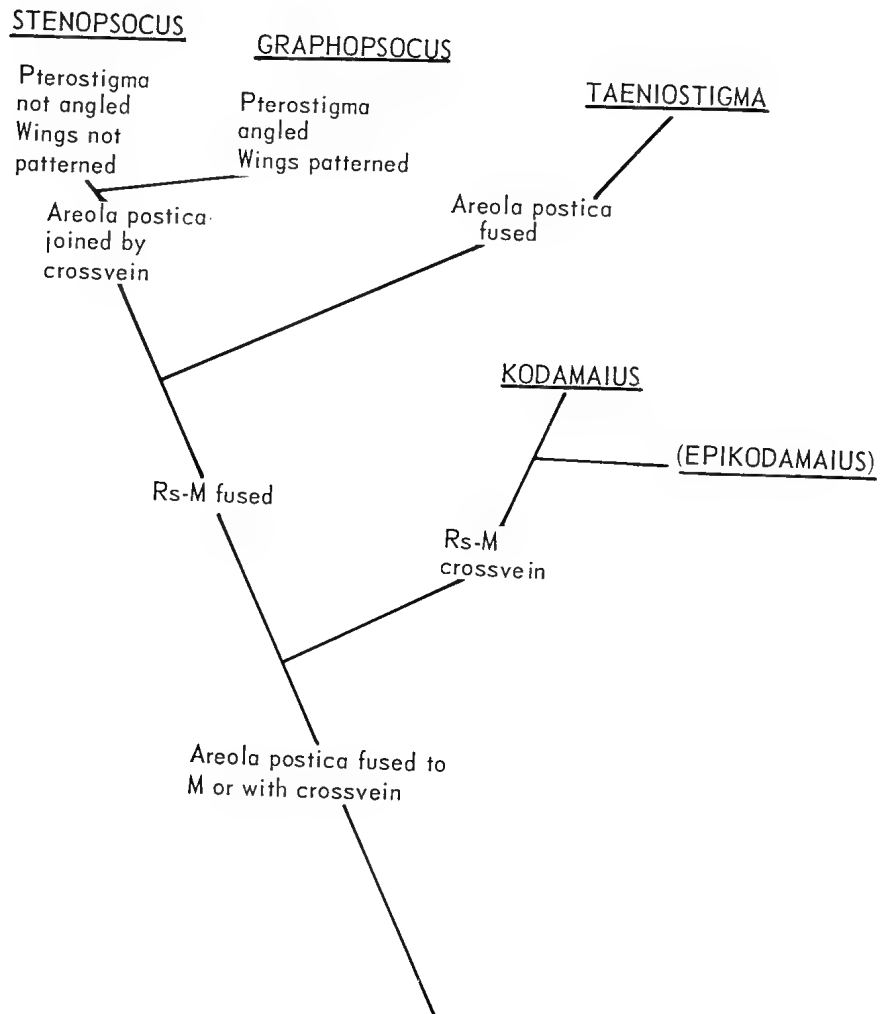 STENOPSOCUS
Pterostigma
not angled
Wings not
patterned
GRAPHOPSOCUS
Pterostigma
angled
Wings patterned
TAENIOSTIGMA
Areola postica
joined by
crossvein
Areola postica
fused
KODAMAIUS
(EPIKODAMAIUS)
Rs-M fused
Rs-M
crossvein
Areola postica fused to
M or with crossvein